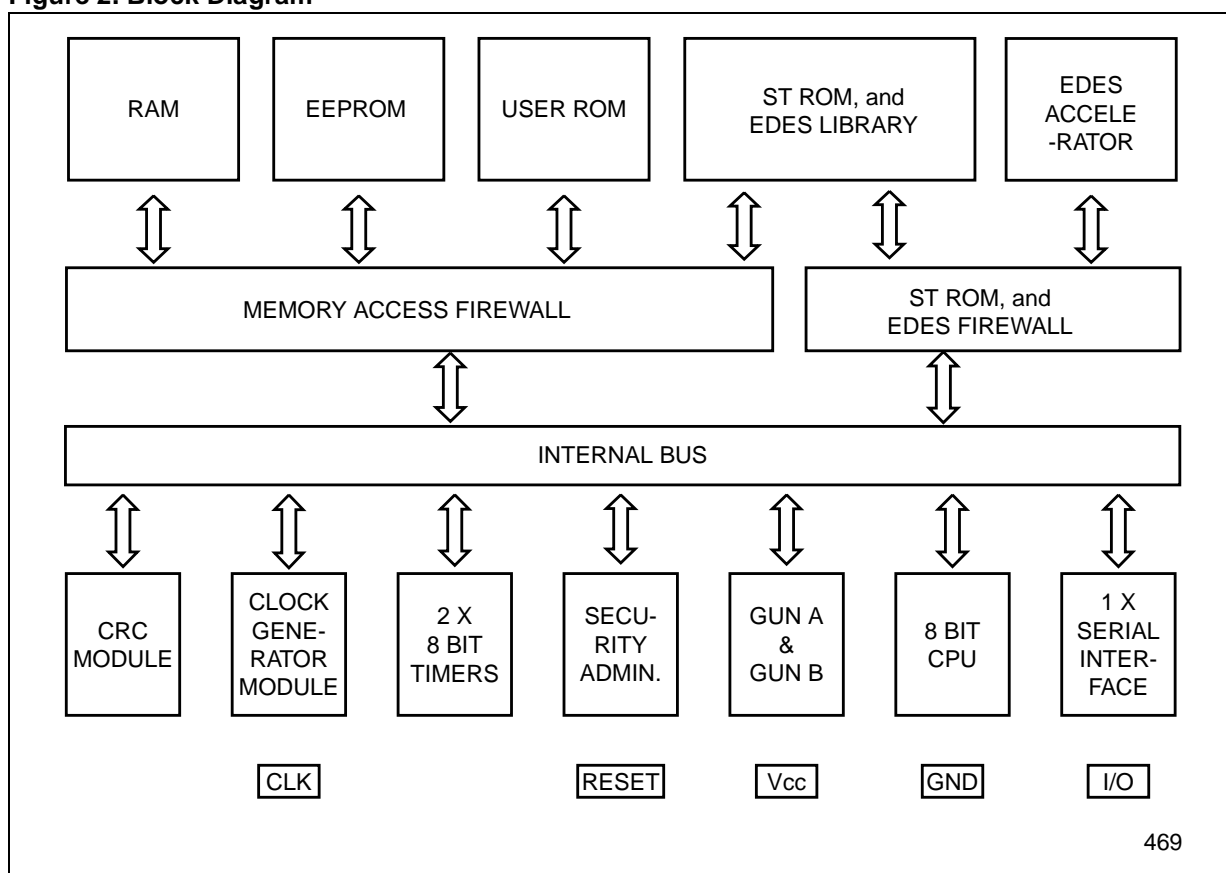 Figure 2. Block Diagram
RAM
EEPROM
USER ROM
ST ROM, and
EDES LIBRARY
EDES
ACCELE
-RATOR
MEMORY ACCESS FIREWALL
ST ROM, and
EDES FIREWALL
INTERNAL BUS
CRC
MODULE
CLOCK
GENE-
RATOR
MODULE
2 X
8 BIT
TIMERS
SECU-
RITY
ADMIN.
GUN A
&
GUN B
8 BIT
CPU
1 X
SERIAL
INTER-
FACE
CLK
RESET
Vcc
GND
I/O
469